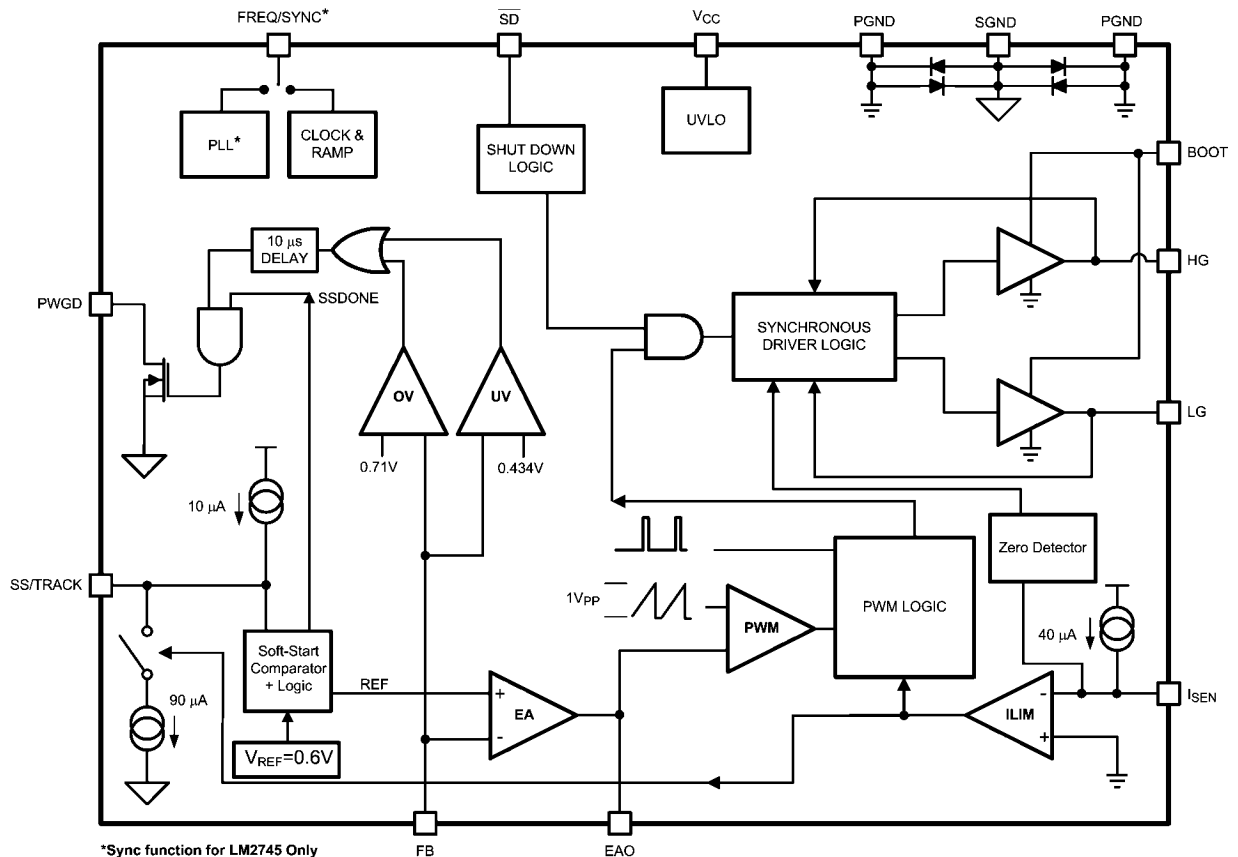 FREQ/SYNC*
SD
VCC
PGND
SGND
PGND
PLL*
CLOCK &
RAMP
SHUT DOWN
LOGIC
UVLO
BOOT
10 µs
DELAY
HG
PWGD
SSDONE
SYNCHRONOUS
DRIVER LOGIC
OV
UV
LG
0.71V
0.434V
10 µA
Zero Detector
SS/TRACK
1VPP
PWM
PWM LOGIC
40 µA
Soft-Start
Comparator
+ Logic
REF
+
EA
-
90 µA
-
ILIM
+
ISEN
VREF=0.6V
*Sync function for LM2745 Only
FB
EAO